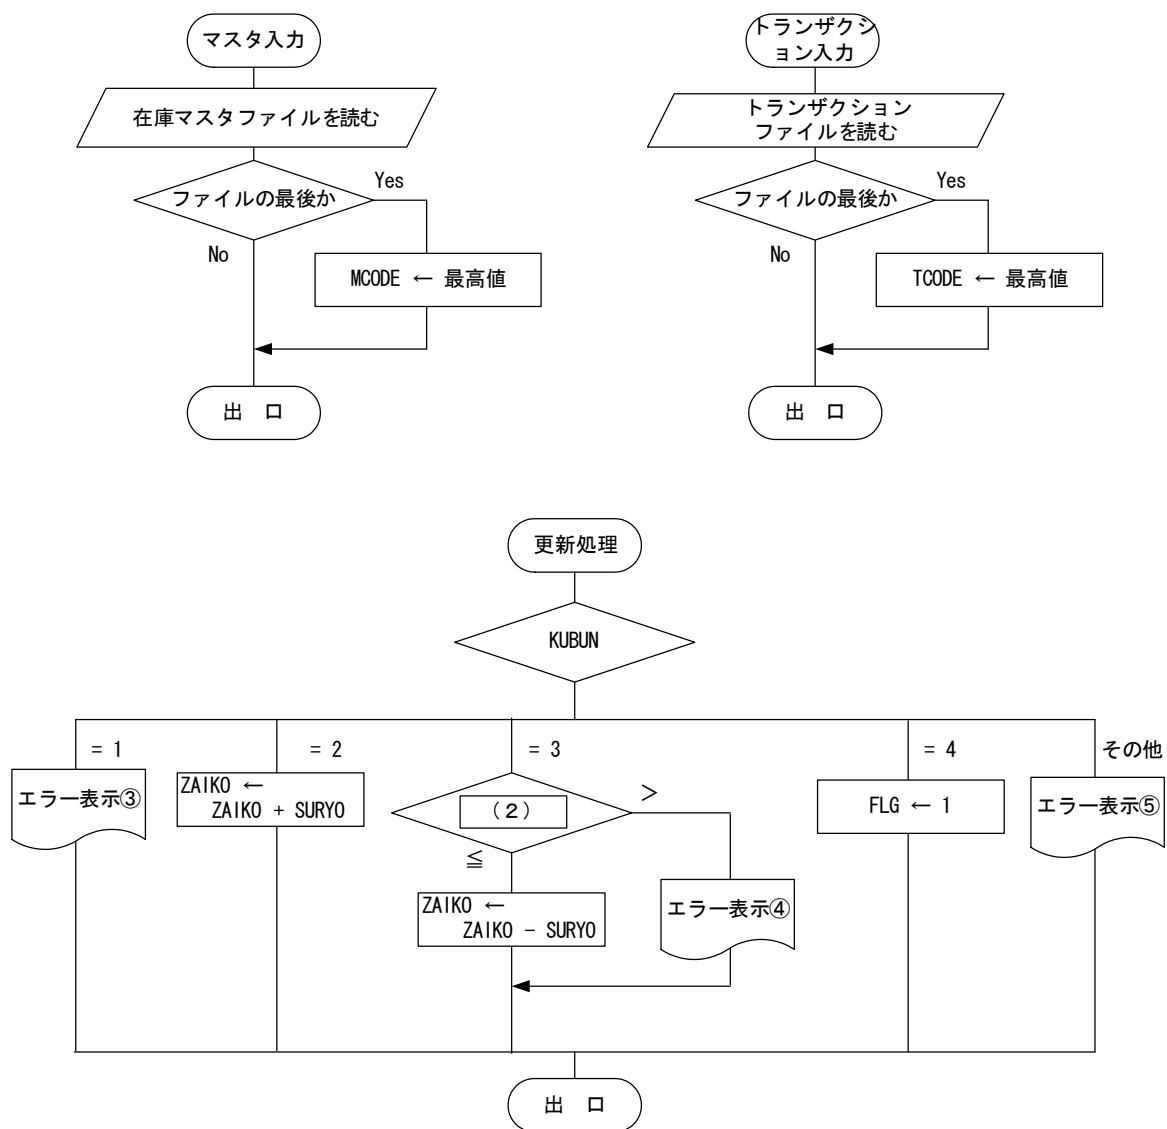 マスタ入力
在庫マスタファイルを読む
ファイルの最後か
Yes
No
MCODE ← 最高値
出 口
トランザクシ
ョン入力
トランザクション
ファイルを読む
ファイルの最後か
Yes
No
TCODE ← 最高値
出 口
更新処理
KUBUN
= 1
= 2
= 3
= 4
その他
エラー表示③
ZAIKO ←
ZAIKO + SURYO
(2)
>
≦
ZAIKO ←
ZAIKO − SURYO
エラー表示④
FLG ← 1
エラー表示⑤
出 口